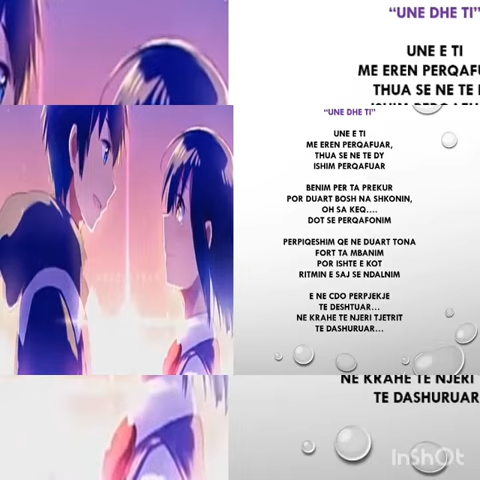 “UNE DHE TI”
UNE E TI
ME EREN PERQAFU
THUA SE NE TE
“UNE DHE TI”
UNE E TI
ME EREN PERQAFUAR,
THUA SE NE TE DY
ISHIM PERQAFUAR
BENIM PER TA PREKUR
POR DUART BOSH NA SHKONIN,
OH SA KEQ....
DOT SE PERQAFONIM
PERPIQESHIM QE NE DUART TONA
FORT TA MBANIM
POR ISHTE E KOT
RITMIN E SAJ SE NDALNIM
E NE CDO PERPJEKJE
TE DESHTUAR...
NE KRAHE TE NJERI TJETRIT
TE DASHURUAR...
NE KRAHE TE NJERI
TE DASHURUAR
InShOt